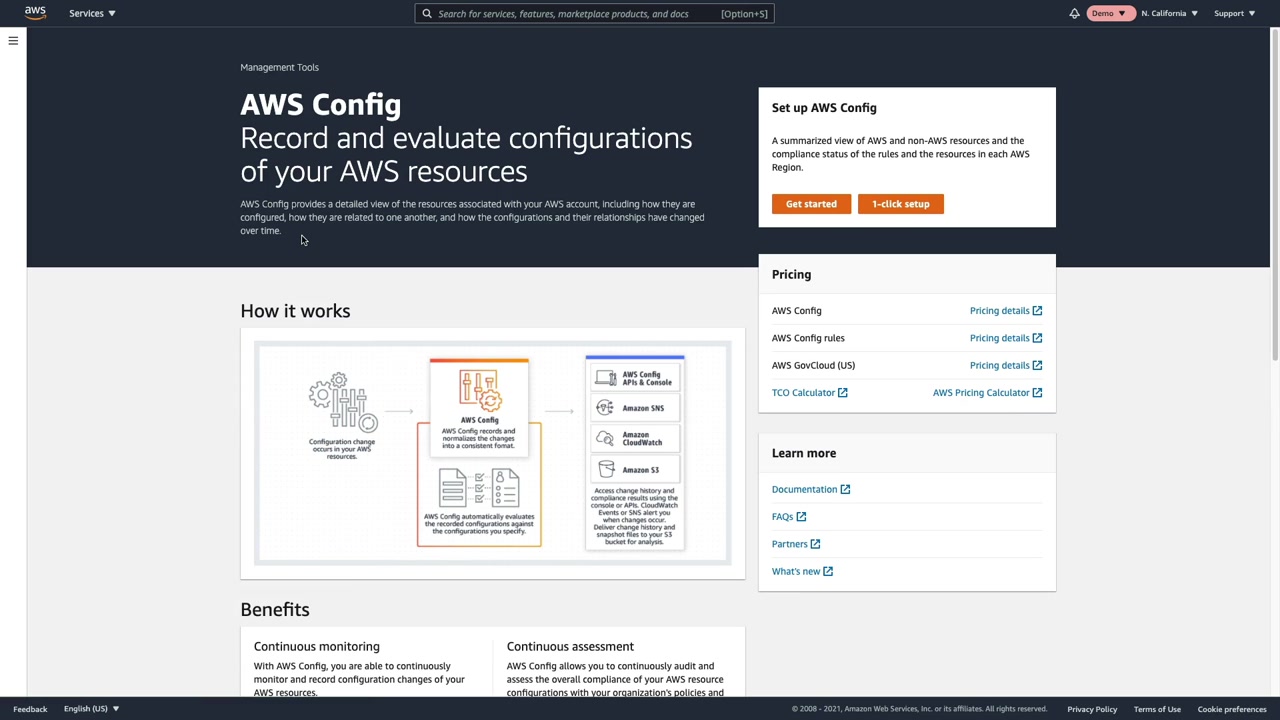 aws
Services
Search for services, features, marketplace products, and docs
[Option+S]
Demo
N. California
Support
Management Tools
AWS Config
Record and evaluate configurations
of your AWS resources
AWS Config provides a detailed view of the resources associated with your AWS account, including how they are
configured, how they are related to one another, and how the configurations and their relationships have changed
over time.
Set up AWS Config
A summarized view of AWS and non-AWS resources and the
compliance status of the rules and the resources in each AWS
Region.
Get started
1-click setup
Pricing
AWS Config
Pricing details
AWS Config rules
Pricing details
AWS GovCloud (US)
Pricing details
TCO Calculator
AWS Pricing Calculator
Learn more
Documentation
FAQs
Partners
What's new
How it works
Configuration change
occurs in your AWS
resources.
AWS Config
AWS Config records and
normalizes the changes
into a consistent fomat.
AWS Config automatically evaluates
the recorded configurations against
the configurations you specify.
AWS Config
APIs & Console
Amazon SNS
Amazon
CloudWatch
Amazon S3
Access change history and
compliance results using the
console or APIs. CloudWatch
Events or SNS alert you
when changes occur.
Deliver change history and
snapshot files to your S3
bucket for analysis.
Benefits
Continuous monitoring
With AWS Config, you are able to continuously
monitor and record configuration changes of your
AWS resources.
Continuous assessment
AWS Config allows you to continuously audit and
assess the overall compliance of your AWS resource
configurations with your organization's policies and
Feedback
English (US)
© 2008 - 2021, Amazon Web Services, Inc. or its affiliates. All rights reserved.
Privacy Policy
Terms of Use
Cookie preferences